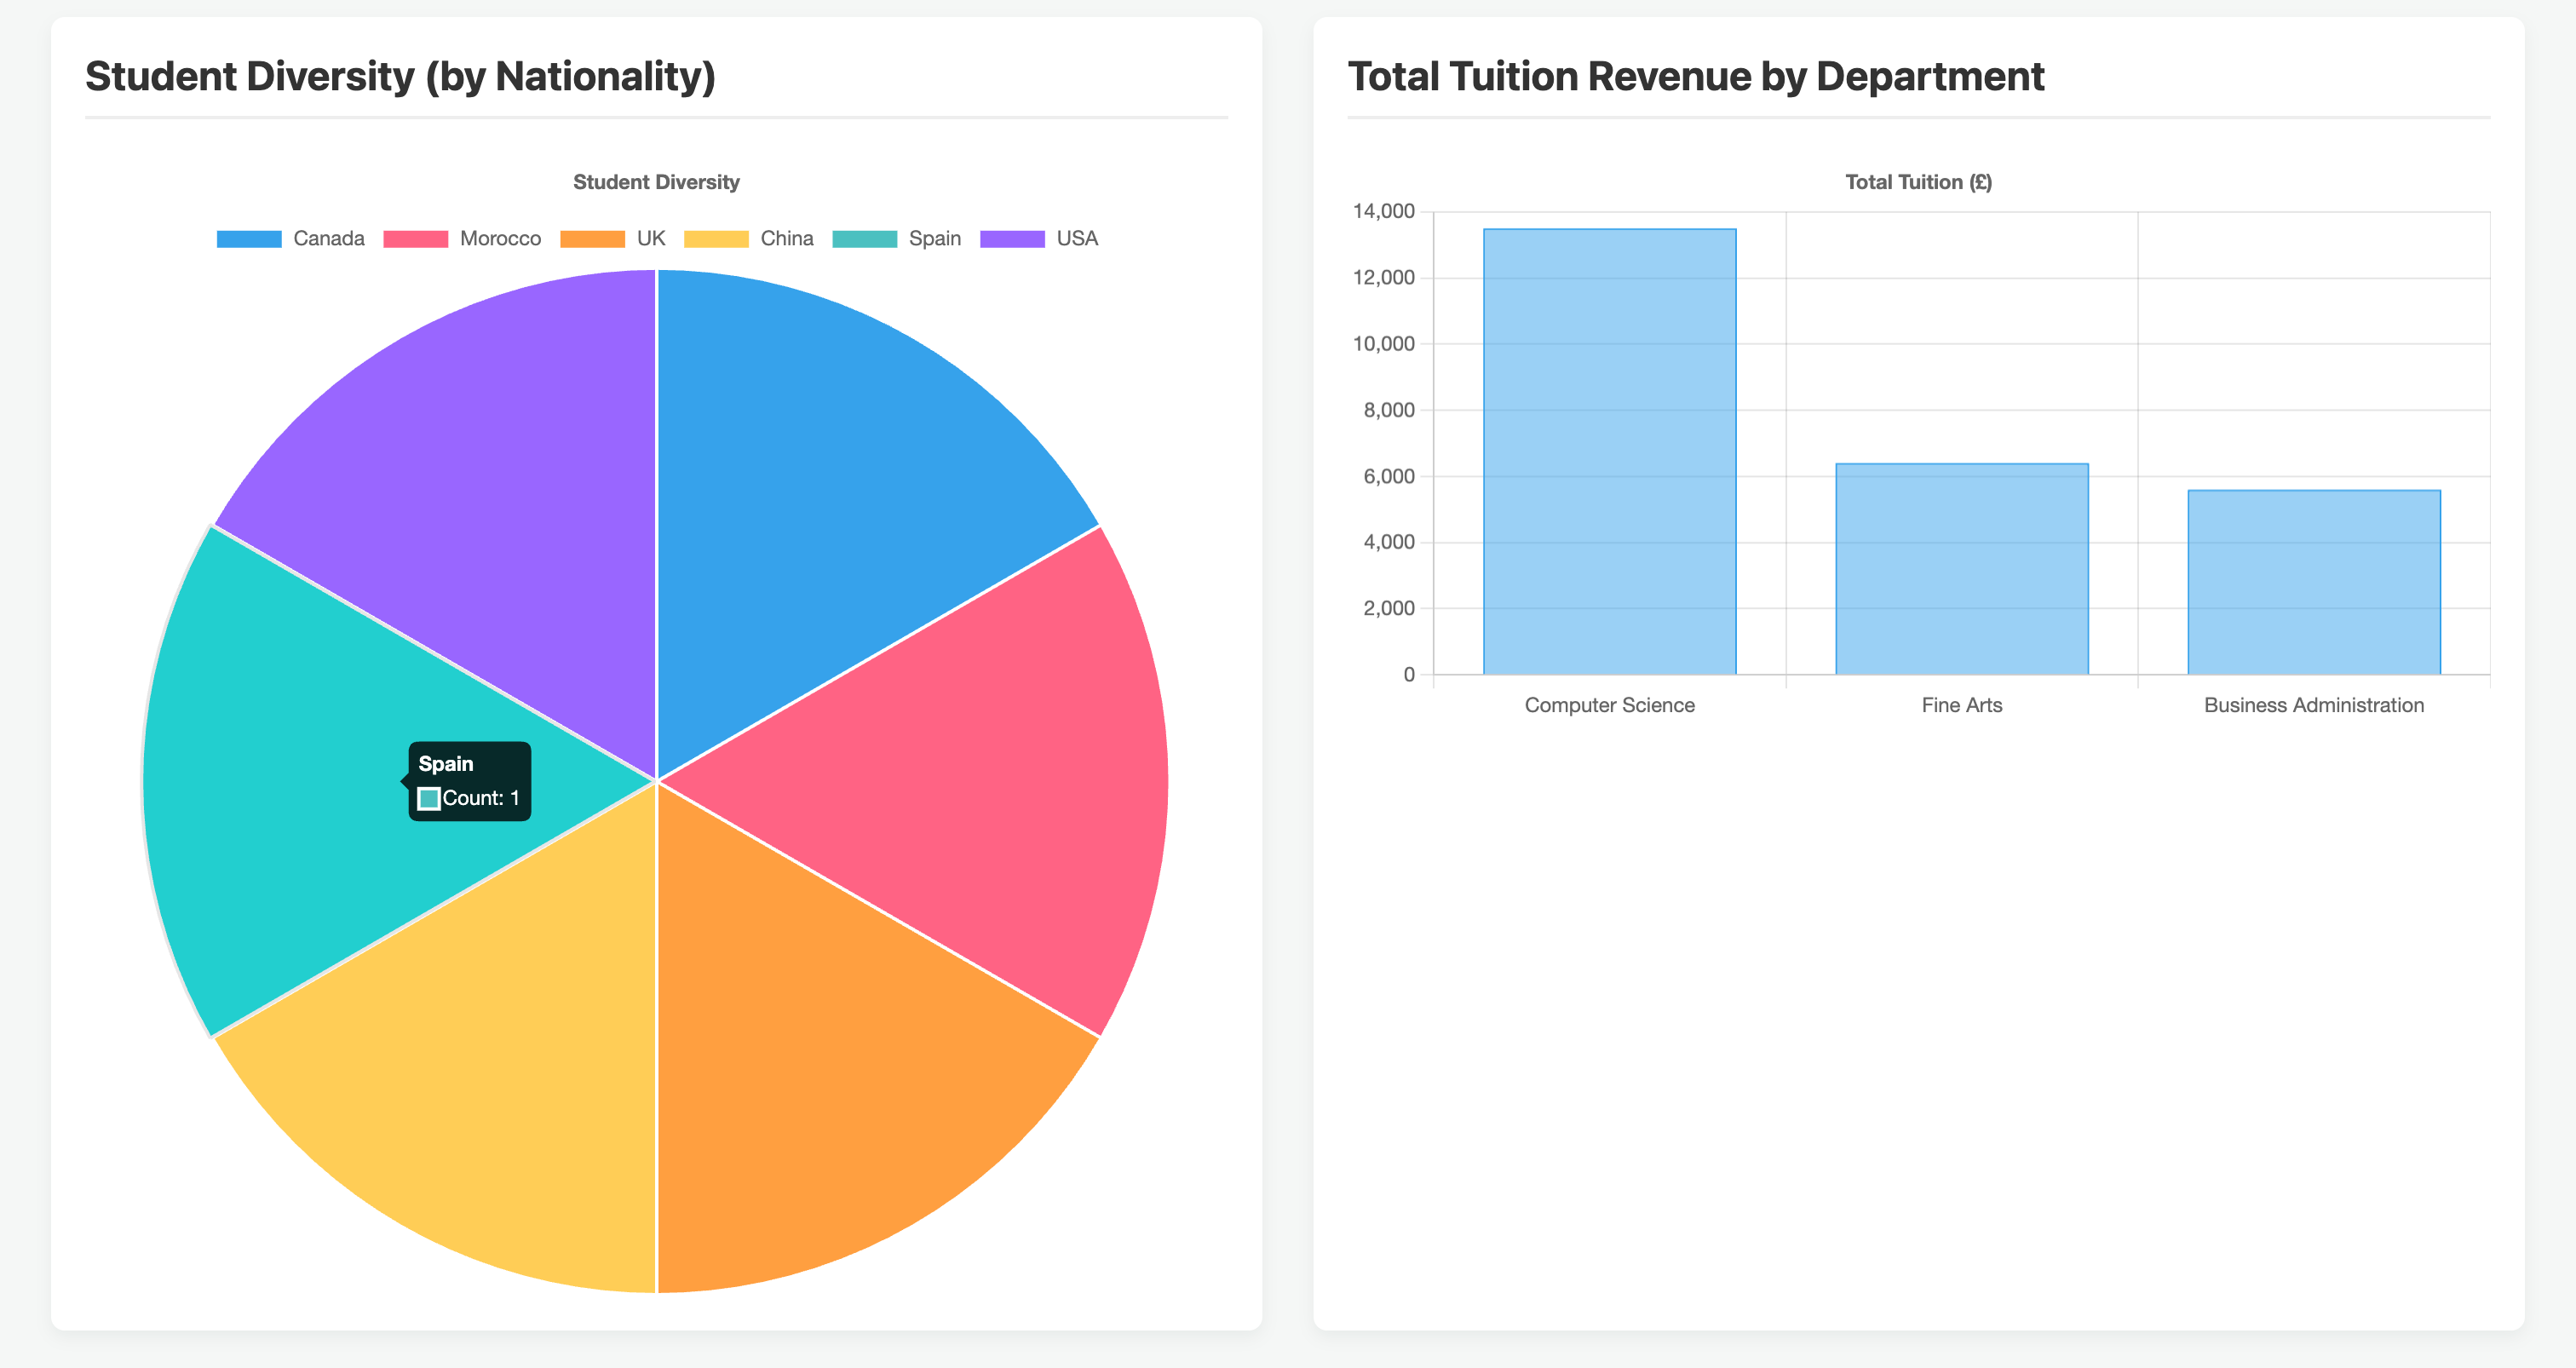 Student Diversity (by Nationality)
Student Diversity
Canada Morocco UK China Spain USA
Spain
Count: 1
Total Tuition Revenue by Department
Total Tuition (£)
14,000
12,000
10,000
8,000
6,000
4,000
2,000
0
Computer Science Fine Arts Business Administration